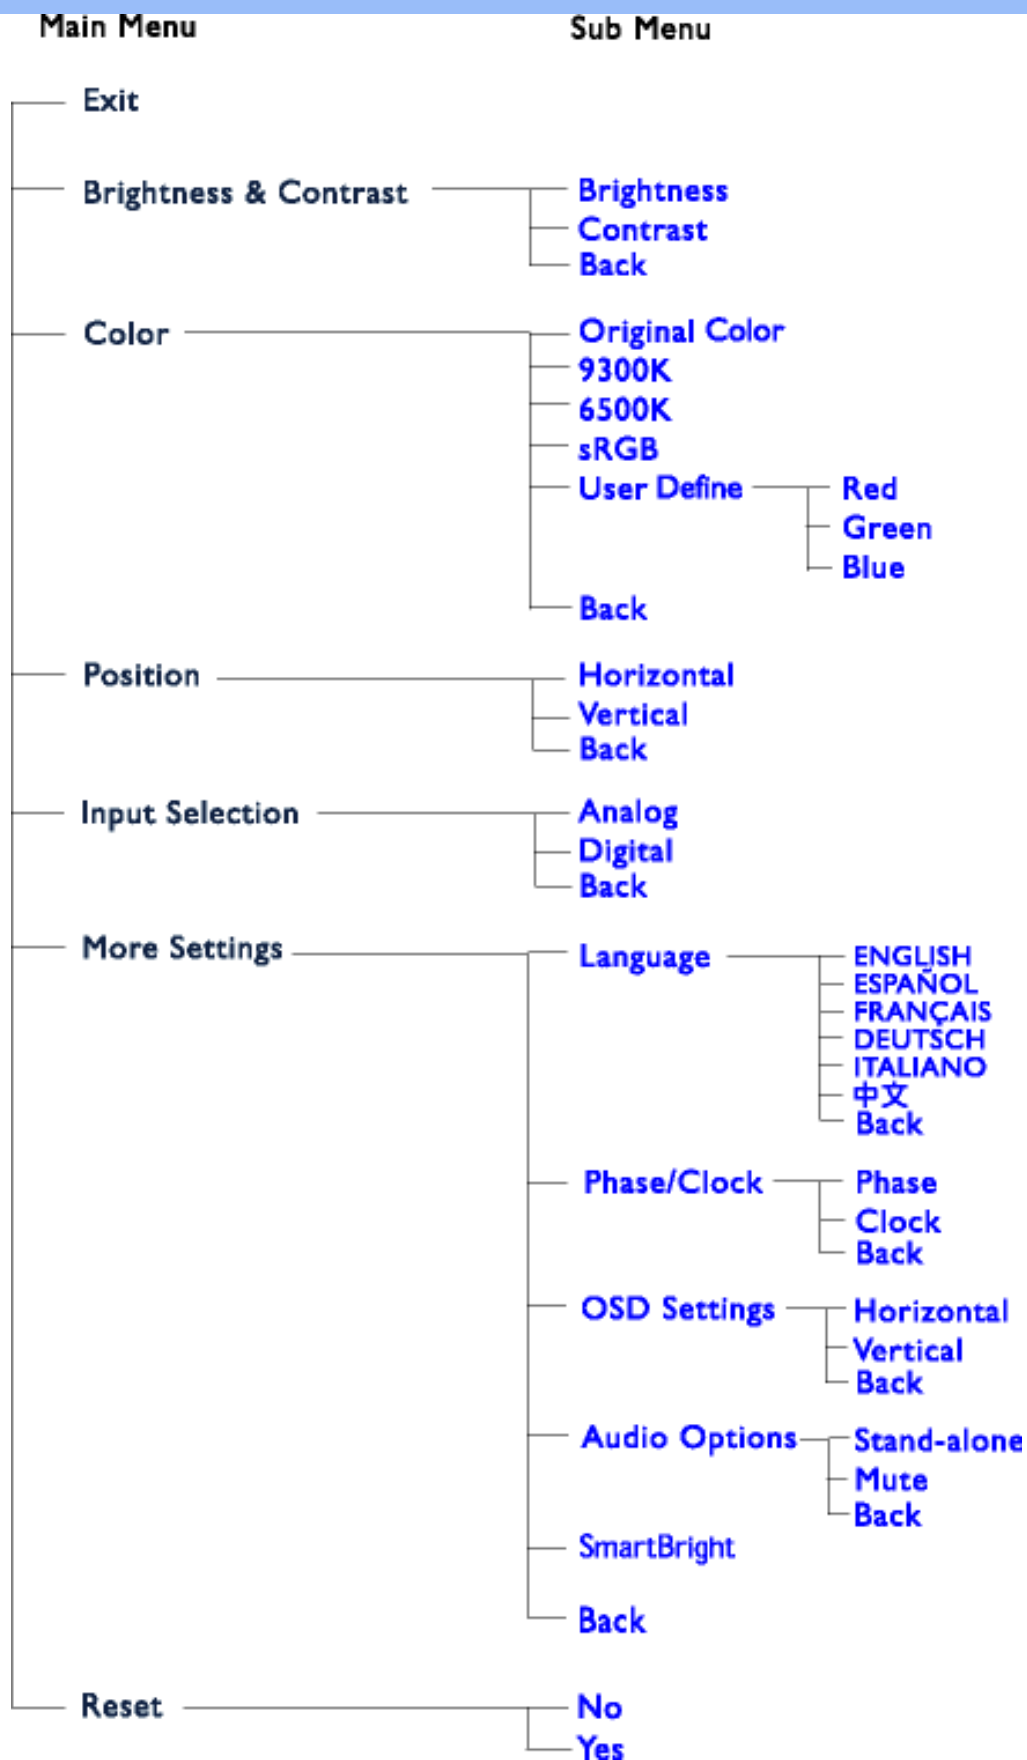 Main Menu Sub Menu
Exit
Brightness & Contrast Brightness
Contrast
Back
Color Original Color
9300K
6500K
sRGB
User Define Red
Green
Blue
Back
Position Horizontal
Vertical
Back
Input Selection Analog
Digital
Back
More Settings Language ENGLISH
ESPAÑOL
FRANÇAIS
DEUTSCH
ITALIANO
中文
Back
Phase/Clock Phase
Clock
Back
OSD Settings Horizontal
Vertical
Back
Audio Options Stand-alone
Mute
Back
SmartBright
Back
Reset No
Yes